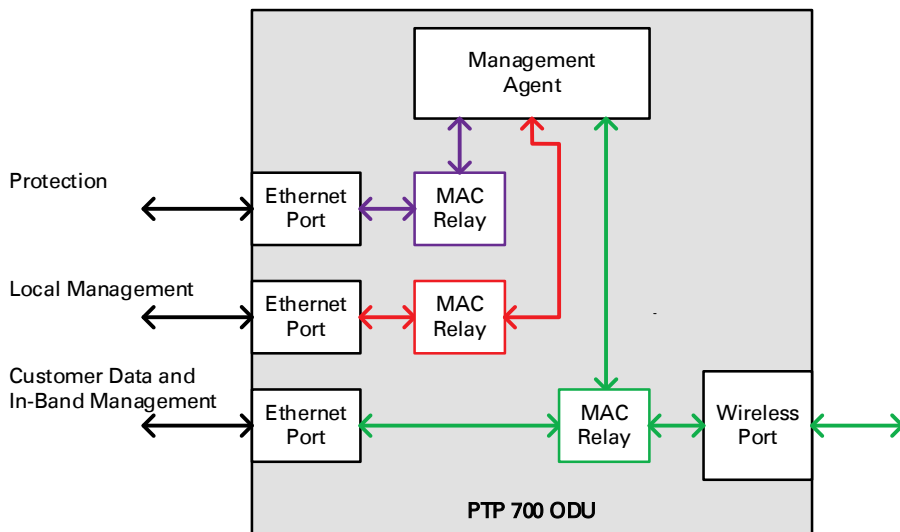 Management
Agent
Protection
Ethernet
Port
MAC
Relay
Local Management
Ethernet
Port
MAC
Relay
Customer Data and
In-Band Management
Ethernet
Port
MAC
Relay
Wireless
Port
PTP 700 ODU